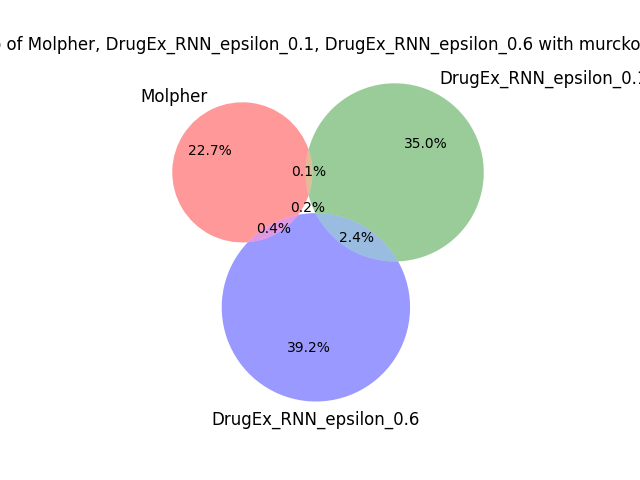 of Molpher, DrugEx_RNN_epsilon_0.1, DrugEx_RNN_epsilon_0.6 with murcko
DrugEx_RNN_epsilon_0.1
Molpher
35.0%
22.7%
0.1%
0.2%
0.4%
2.4%
39.2%
DrugEx_RNN_epsilon_0.6